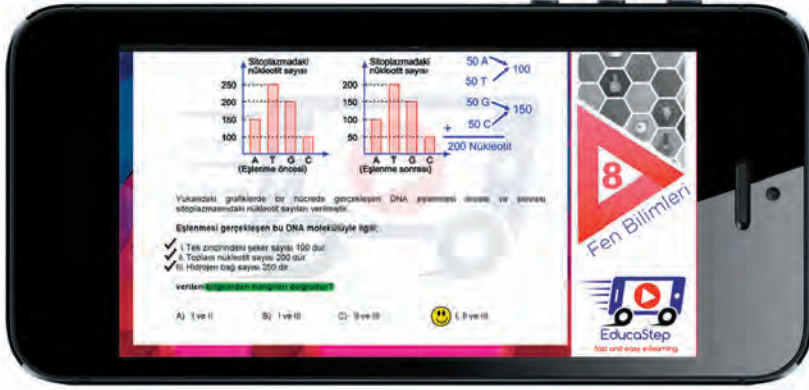 Sitoplazmadaki
nükleotit sayısı
250
200
150
100
A T G C
(Eşlenme öncesi)
Sitoplazmadaki
nükleotit sayısı
200
150
100
50
A T G C
(Eşlenme sonrası)
50 A
50 T
100
50 G
50 C
150
+
200 Nükleotit
Yukarıdaki grafiklerde bir hücrede gerçekleşen DNA eşlenmesi öncesi ve sonrası
sitoplazmasındaki nükleotit sayıları verilmiştir.
Eşlenmesi gerçekleşen bu DNA molekülüyle ilgili;
I. Tek zincirindeki şeker sayısı 100 dür.
II. Toplam nükleotit sayısı 200 dür.
III. Hidrojen bağ sayısı 250 dir.
verilen bilgilerden hangileri doğrudur?
A) I ve II B) I ve III C) II ve III I, II ve III
8
Fen Bilimleri
EducaStep
fast and easy e-learning